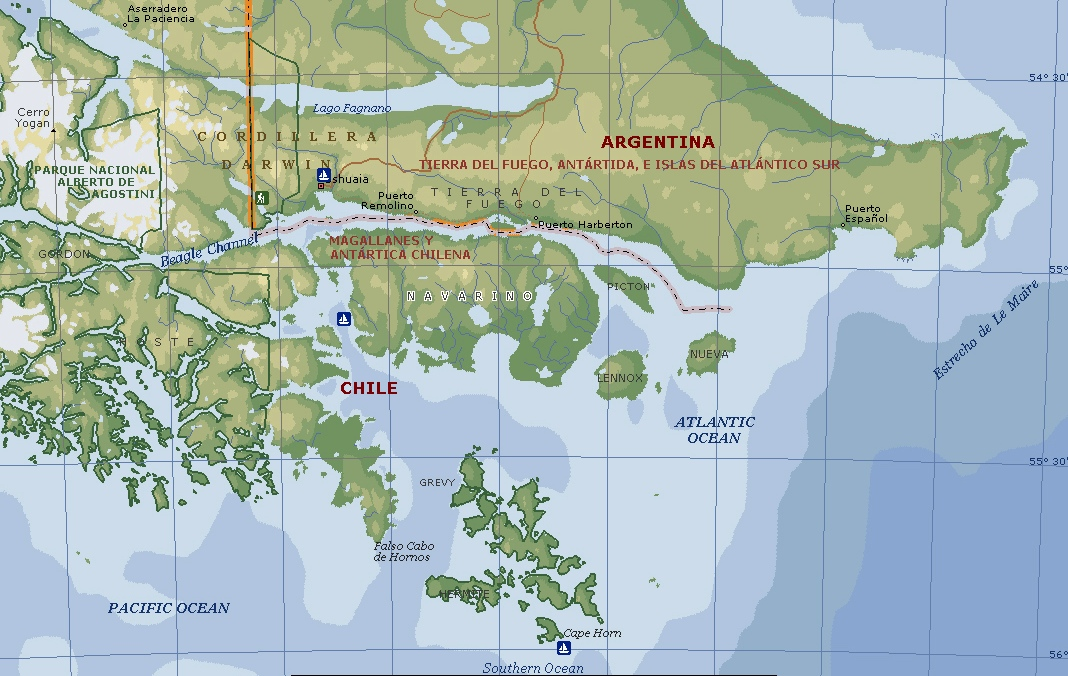 Aserradero
La Paciencia
54° 30'
Lago Fagnano
Cerro
Yogan
CORDILLERA
DARWIN
ARGENTINA
TIERRA DEL FUEGO, ANTÁRTIDA, E ISLAS DEL ATLÁNTICO SUR
PARQUE NACIONAL
ALBERTO DE
AGOSTINI
shuaia
Puerto
Remolino
TIERRA DEL
FUEGO
Puerto Harberton
Puerto
Español
Beagle Channel
GORDON
MAGALLANES Y
ANTÁRTICA CHILENA
55°
NAVARINO
PICTON
Estrecho de Le Maire
HOSTE
NUEVA
LENNOX
CHILE
ATLANTIC
OCEAN
55° 30'
GREVY
Falso Cabo
de Hornos
HERMITE
PACIFIC OCEAN
Cape Horn
56°
Southern Ocean